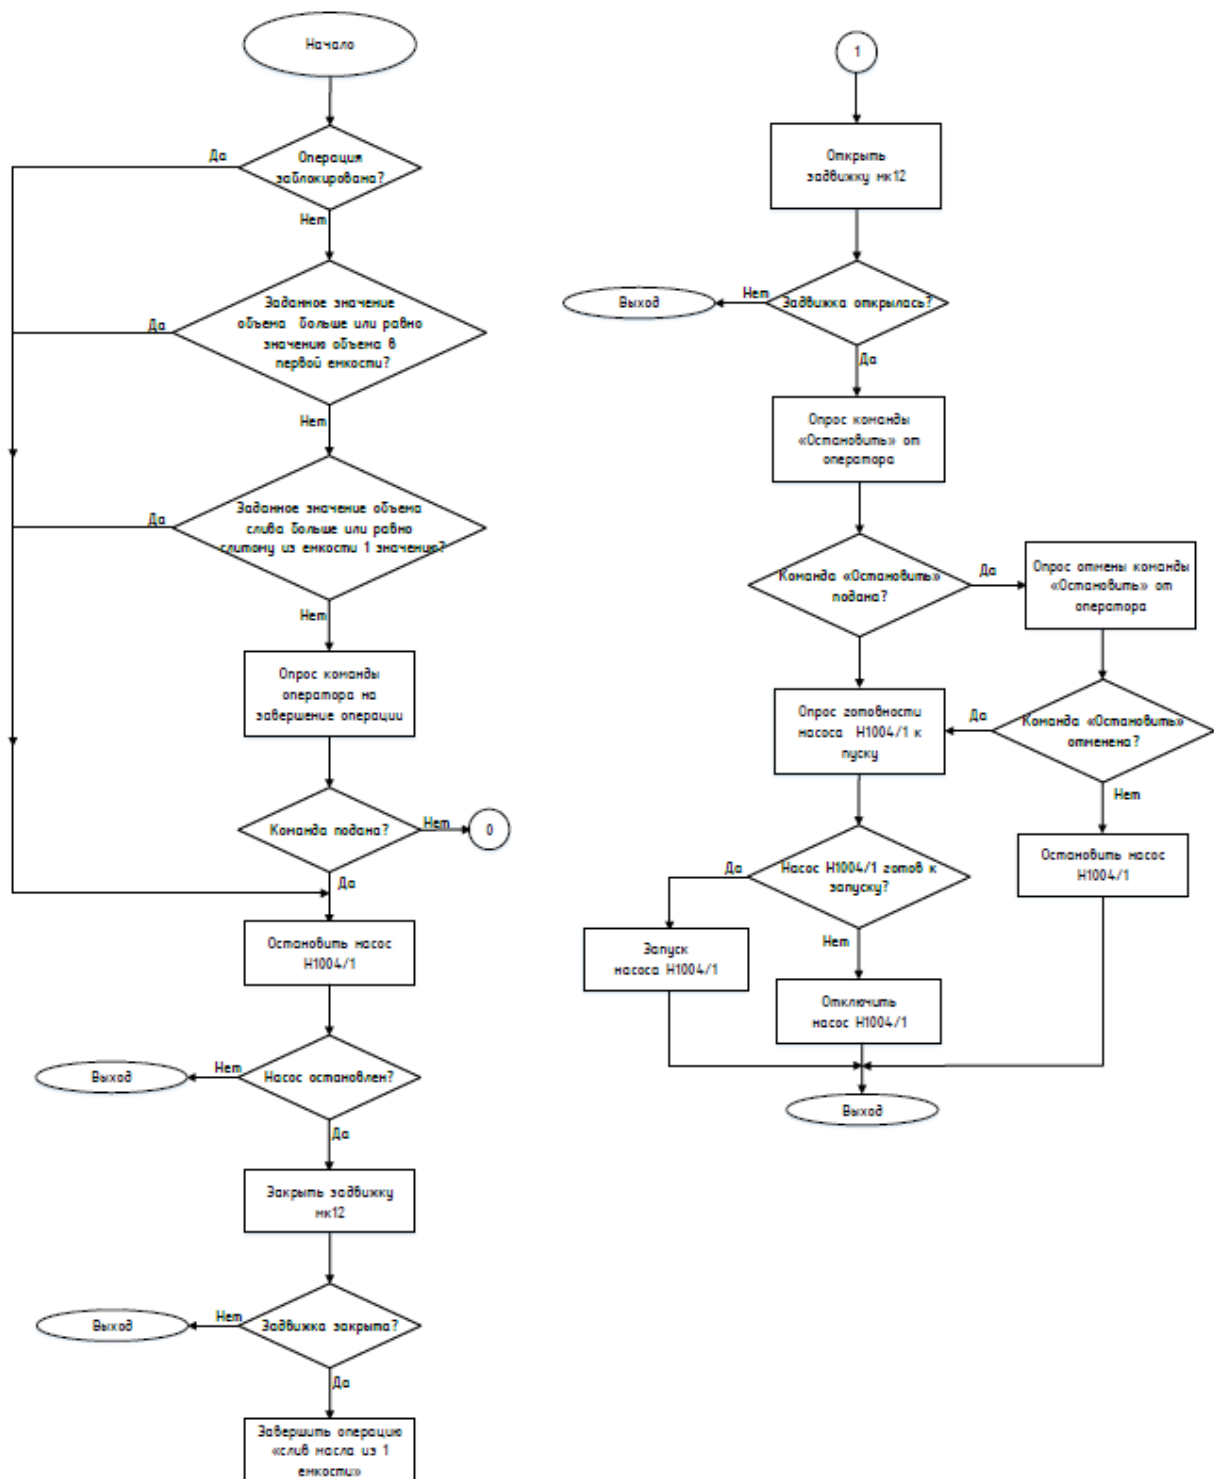 Начало
Да
Операция
заблокирована?
Нет
Заданное значение
объема больше или равно
значению объема в
первой емкости?
Да
Нет
Заданное значение объема
слива больше или равно
слитому из емкости 1 значению?
Да
Нет
Опрос команды
оператора на
завершение операции
Команда подана?
Нет
0
Да
Остановить насос
Н1004/1
Насос остановлен?
Нет
Выход
Да
Закрыть задвижку
мк12
Задвижка закрыта?
Нет
Выход
Да
Завершить операцию
«слив масла из 1
емкости»
1
Открыть
задвижку мк12
Задвижка открылась?
Нет
Выход
Да
Опрос команды
«Остановить» от
оператора
Команда «Остановить»
подана?
Да
Опрос отмены команды
«Остановить» от
оператора
Опрос готовности
насоса Н1004/1 к
пуску
Да
Команда «Остановить»
отменена?
Нет
Остановить насос
Н1004/1
Насос Н1004/1 готов к
запуску?
Да
Нет
Запуск
насоса Н1004/1
Отключить
насос Н1004/1
Выход